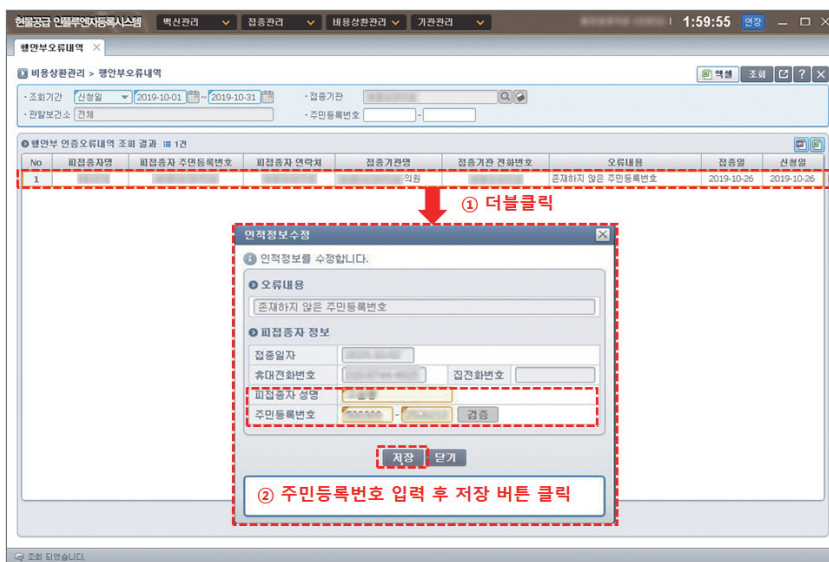 현물공급 인플루엔자등록시스템 백신관리 접종관리 비용상환관리 기관관리 1:59:55 연장
행안부오류내역
비용상환관리 > 행안부오류내역 엑셀 조회
조회기간 신청일 2019-10-01 ~ 2019-10-31 접종기관
관할보건소 전체 주민등록번호 -
행안부 인증오류내역 조회 결과 1건
No 피접종자명 피접종자 주민등록번호 피접종자 연락처 접종기관명 접종기관 전화번호 오류내용 접종일 신청일
1 의원 존재하지 않은 주민등록번호 2019-10-26 2019-10-26
① 더블클릭
인적정보수정
인적정보를 수정합니다.
오류내용
존재하지 않은 주민등록번호
피접종자 정보
접종일자
휴대전화번호 집전화번호
피접종자 성명
주민등록번호 - 검증
저장 닫기
② 주민등록번호 입력 후 저장 버튼 클릭
조회 되었습니다.